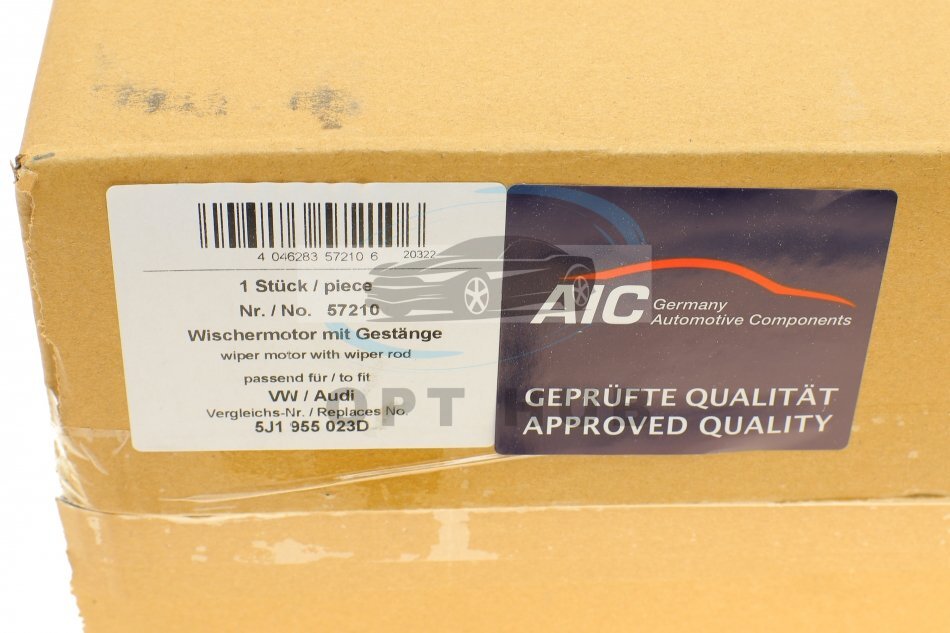 4 046283 57210 6 20322
1 Stück / piece
Nr. / No. 57210
Wischermotor mit Gestänge
wiper motor with wiper rod
passend für / to fit
VW / Audi
Vergleichs-Nr. / Replaces No.
5J1 955 023D
AIC Germany
Automotive Components
GEPRÜFTE QUALITÄT
APPROVED QUALITY
OPT HUB